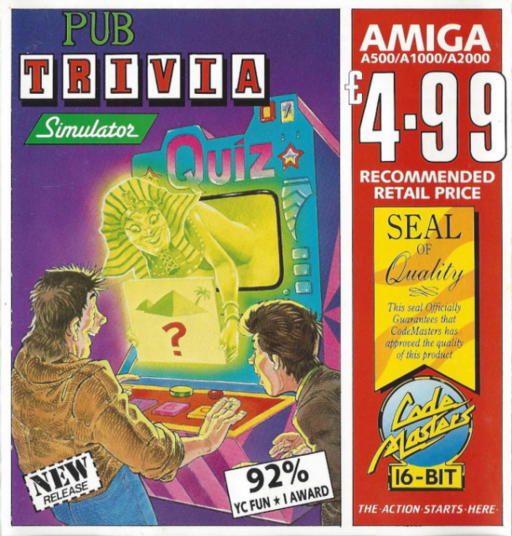 PUB
TRIVIA
Simulator
Quiz
?
NEW
RELEASE
92%
YC FUN ★ I AWARD
AMIGA
A500/A1000/A2000
£4.99
RECOMMENDED
RETAIL PRICE
SEAL
OF
Quality
This seal Officially
Guarantees that
CodeMasters has
approved the quality
of this product
Code
Masters
16-BIT
THE·ACTION·STARTS·HERE·